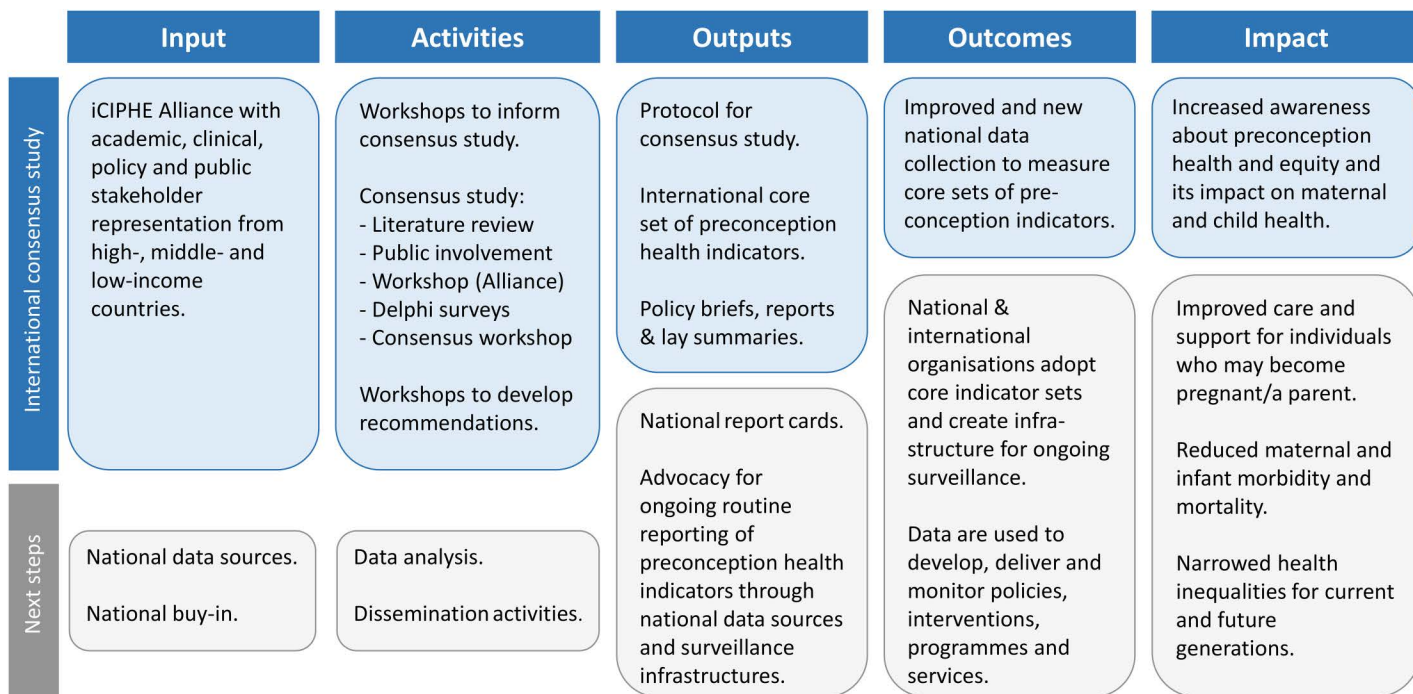 Input
Activities
Outputs
Outcomes
Impact
International consensus study
iCIPHE Alliance with
academic, clinical,
policy and public
stakeholder
representation from
high-, middle- and
low-income
countries.
Workshops to inform
consensus study.
Consensus study:
- Literature review
- Public involvement
- Workshop (Alliance)
- Delphi surveys
- Consensus workshop
Workshops to develop
recommendations.
Protocol for
consensus study.
International core
set of preconception
health indicators.
Policy briefs, reports
& lay summaries.
Improved and new
national data
collection to measure
core sets of pre-
conception indicators.
Increased awareness
about preconception
health and equity and
its impact on maternal
and child health.
Next steps
National data sources.
National buy-in.
Data analysis.
Dissemination activities.
National report cards.
Advocacy for
ongoing routine
reporting of
preconception health
indicators through
national data sources
and surveillance
infrastructures.
National &
international
organisations adopt
core indicator sets
and create infra-
structure for ongoing
surveillance.
Data are used to
develop, deliver and
monitor policies,
interventions,
programmes and
services.
Improved care and
support for individuals
who may become
pregnant/a parent.
Reduced maternal and
infant morbidity and
mortality.
Narrowed health
inequalities for current
and future
generations.